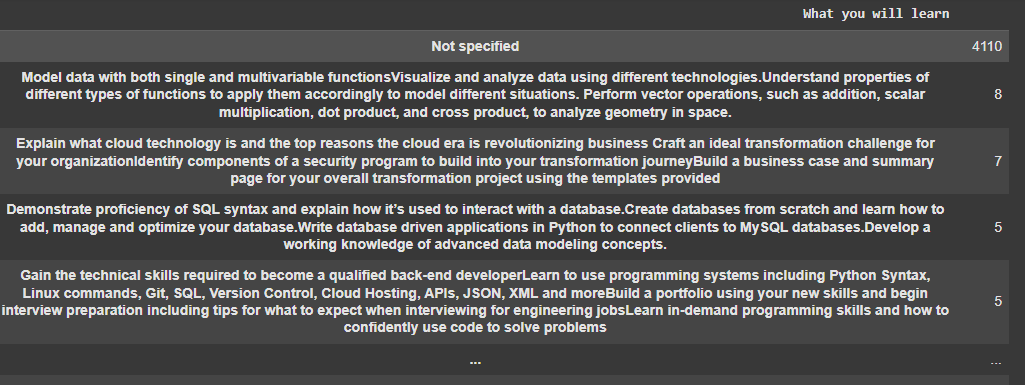 What you will learn
Not specified 4110
Model data with both single and multivariable functionsVisualize and analyze data using different technologies.Understand properties of
different types of functions to apply them accordingly to model different situations. Perform vector operations, such as addition, scalar 8
multiplication, dot product, and cross product, to analyze geometry in space.
Explain what cloud technology is and the top reasons the cloud era is revolutionizing business Craft an ideal transformation challenge for
your organizationIdentify components of a security program to build into your transformation journeyBuild a business case and summary 7
page for your overall transformation project using the templates provided
Demonstrate proficiency of SQL syntax and explain how it’s used to interact with a database.Create databases from scratch and learn how to
add, manage and optimize your database.Write database driven applications in Python to connect clients to MySQL databases.Develop a 5
working knowledge of advanced data modeling concepts.
Gain the technical skills required to become a qualified back-end developerLearn to use programming systems including Python Syntax,
Linux commands, Git, SQL, Version Control, Cloud Hosting, APIs, JSON, XML and moreBuild a portfolio using your new skills and begin
interview preparation including tips for what to expect when interviewing for engineering jobsLearn in-demand programming skills and how to 5
confidently use code to solve problems
... ...